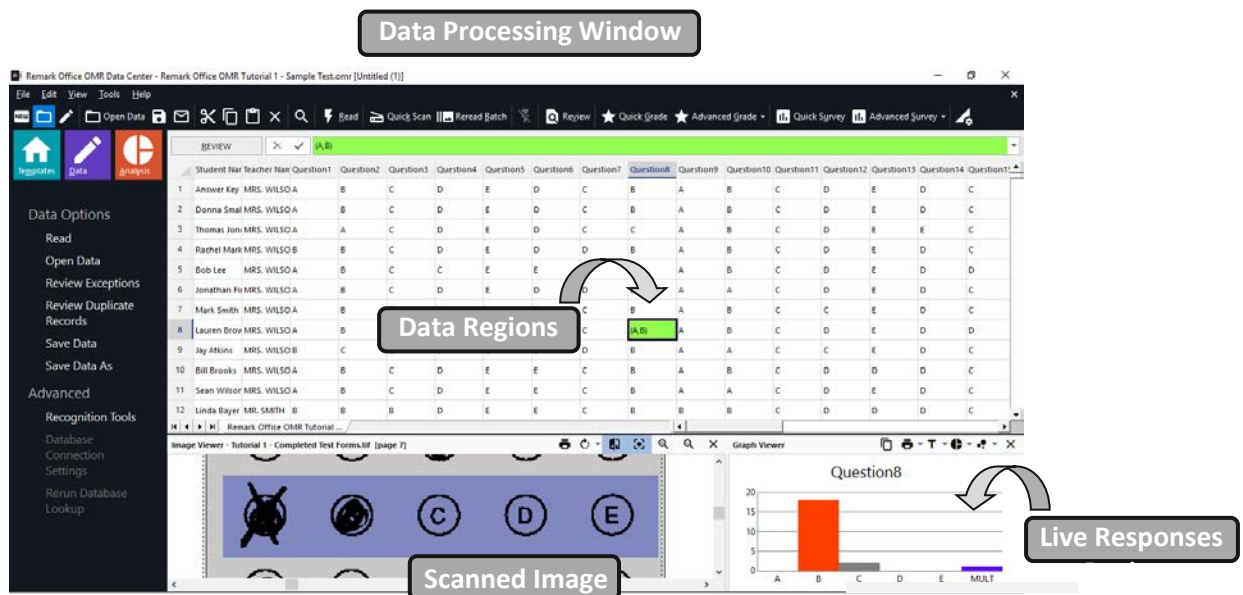 Data Processing Window
Remark Office OMR Data Center - Remark Office OMR Tutorial 1 - Sample Test.omr [Untitled (1)]
File Edit View Tools Help
NEW Open Data Read Quick Scan Reread Batch Review Quick Grade Advanced Grade Quick Survey Advanced Survey
Templates Data Analysis
REVIEW (A,B)
Student Nar Teacher Nam Question1 Question2 Question3 Question4 Question5 Question6 Question7 Question8 Question9 Question10 Question11 Question12 Question13 Question14 Question1
1 Answer Key MRS. WILSO A B C D E D C B A B C D E D C
2 Donna Smal MRS. WILSO A B C D E D C B A B C D E D C
3 Thomas Jon MRS. WILSO A A C D E D C C A B C D E E C
4 Rachel Mark MRS. WILSO B B C D E D D B A B C D E D C
5 Bob Lee MRS. WILSO A B C C E E A B C D E D D
6 Jonathan Fi MRS. WILSO A B C D E D D A A C D E D C
7 Mark Smith MRS. WILSO A B C B A B C C E D C
8 Lauren Brow MRS. WILSO A B C (A,B) A B C D E D D
9 Jay Atkins MRS. WILSO B C D B A A C C E D C
10 Bill Brooks MRS. WILSO A B C D E E C B A B C D D D C
11 Sean Wilsor MRS. WILSO A B C D E E C B A A C D E D C
12 Linda Bayer MR. SMITH B B B D E E C B B B C D D D C
Data Regions
Remark Office OMR Tutorial ...
Data Options
Read
Open Data
Review Exceptions
Review Duplicate
Records
Save Data
Save Data As
Advanced
Recognition Tools
Database
Connection
Settings
Rerun Database
Lookup
Image Viewer - Tutorial 1 - Completed Test Forms.tif [page 7]
C D E
Scanned Image
Graph Viewer
T
Question8
20
15
10
5
0
A B C D E MULT
Live Responses